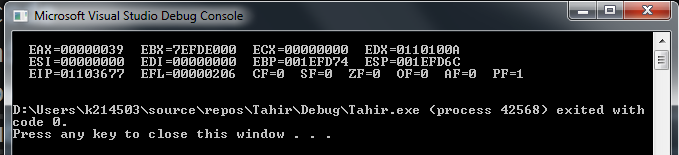 Microsoft Visual Studio Debug Console
EAX=00000039 EBX=7EFDE000 ECX=00000000 EDX=0110100A
ESI=00000000 EDI=00000000 EBP=001EFD74 ESP=001EFD6C
EIP=01103677 EFL=00000206 CF=0 SF=0 ZF=0 OF=0 AF=0 PF=1
D:\Users\k214503\source\repos\Tahir\Debug\Tahir.exe (process 42568) exited with
code 0.
Press any key to close this window . . .